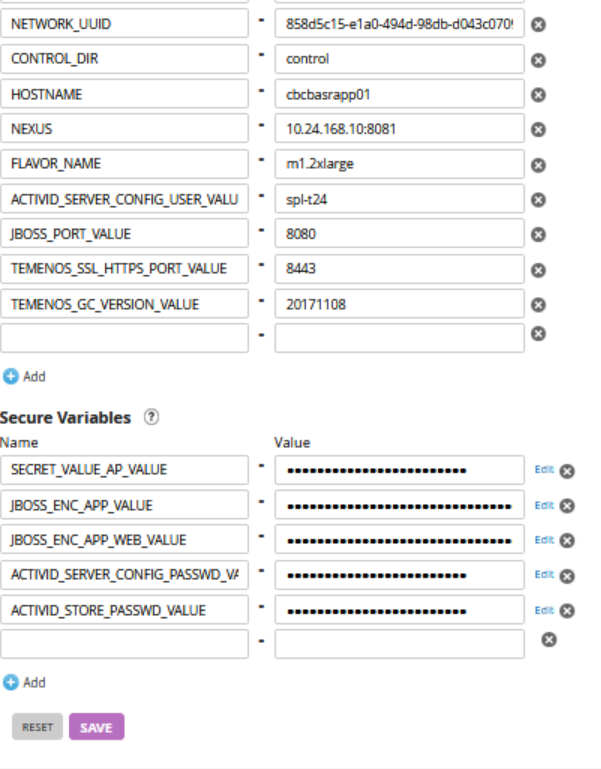 NETWORK_UUID - 858d5c15-e1a0-494d-98db-d043c070
CONTROL_DIR - control
HOSTNAME - cbcbasrapp01
NEXUS - 10.24.168.10:8081
FLAVOR_NAME - m1.2xlarge
ACTIVID_SERVER_CONFIG_USER_VALU - spl-t24
JBOSS_PORT_VALUE - 8080
TEMENOS_SSL_HTTPS_PORT_VALUE - 8443
TEMENOS_GC_VERSION_VALUE - 20171108
-
Add
Secure Variables ?
Name Value
SECRET_VALUE_AP_VALUE - •••••••••••••••••••••••• Edit
JBOSS_ENC_APP_VALUE - •••••••••••••••••••••••••••••• Edit
JBOSS_ENC_APP_WEB_VALUE - •••••••••••••••••••••••••••••• Edit
ACTIVID_SERVER_CONFIG_PASSWD_VA - •••••••••••••••••••••••• Edit
ACTIVID_STORE_PASSWD_VALUE - •••••••••••••••••••••••• Edit
-
Add
RESET SAVE